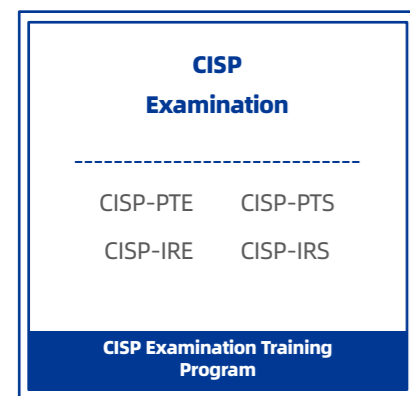 CISP
Examination
CISP-PTE CISP-PTS
CISP-IRE CISP-IRS
CISP Examination Training
Program